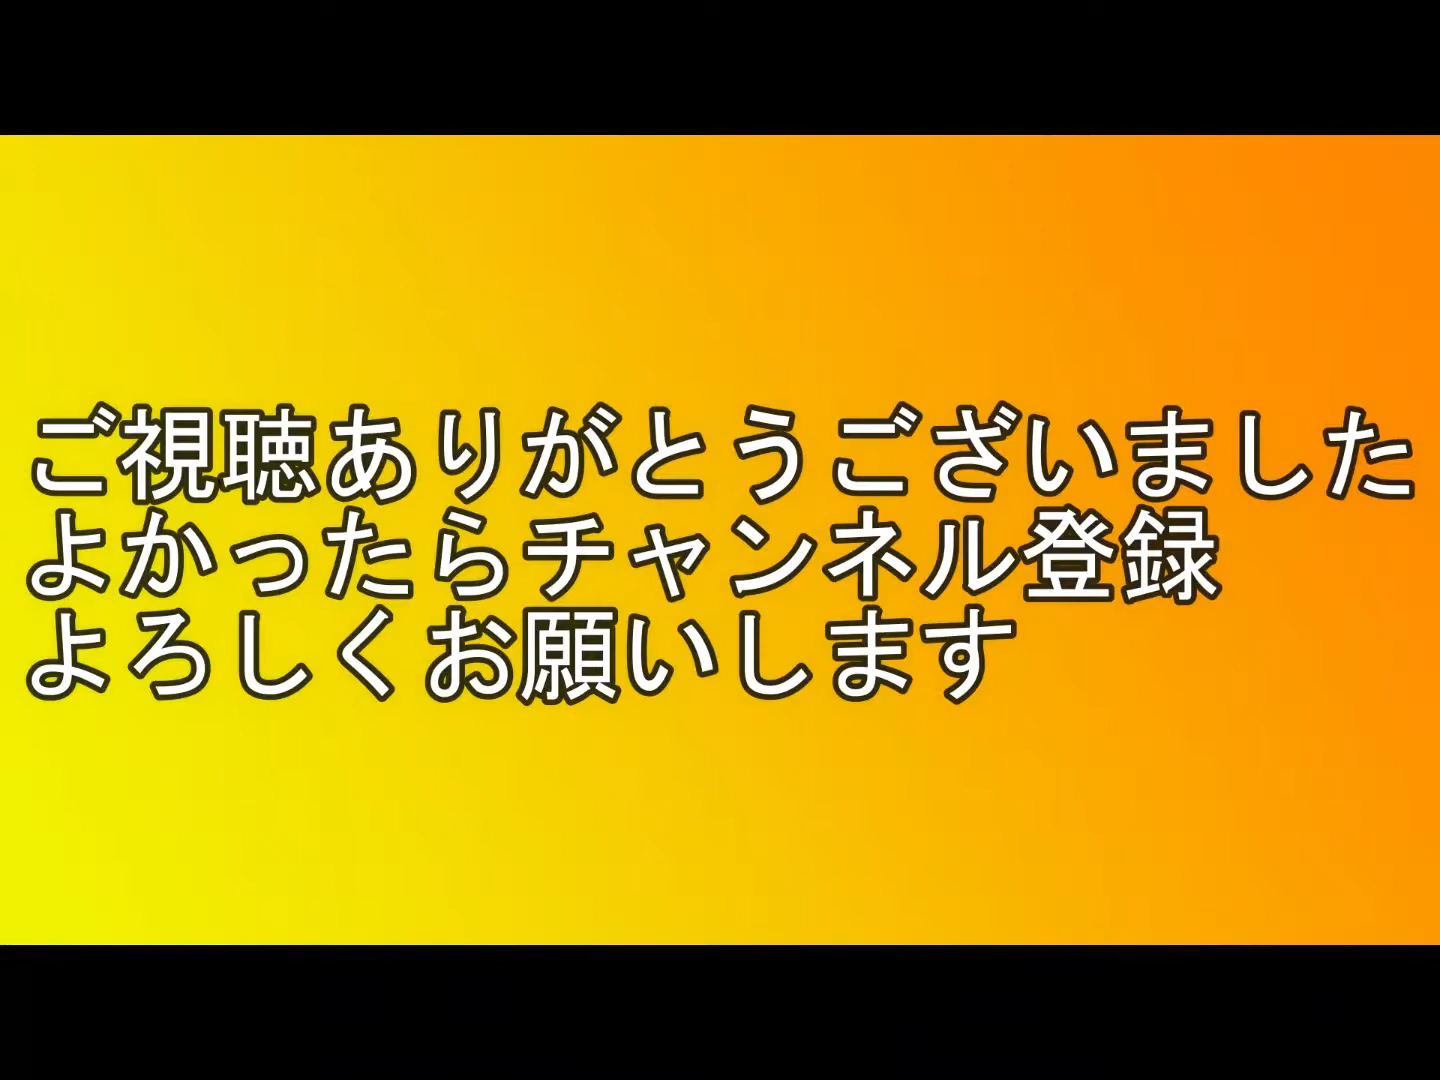 ご視聴ありがとうございました
よかったらチャンネル登録
よろしくお願いします